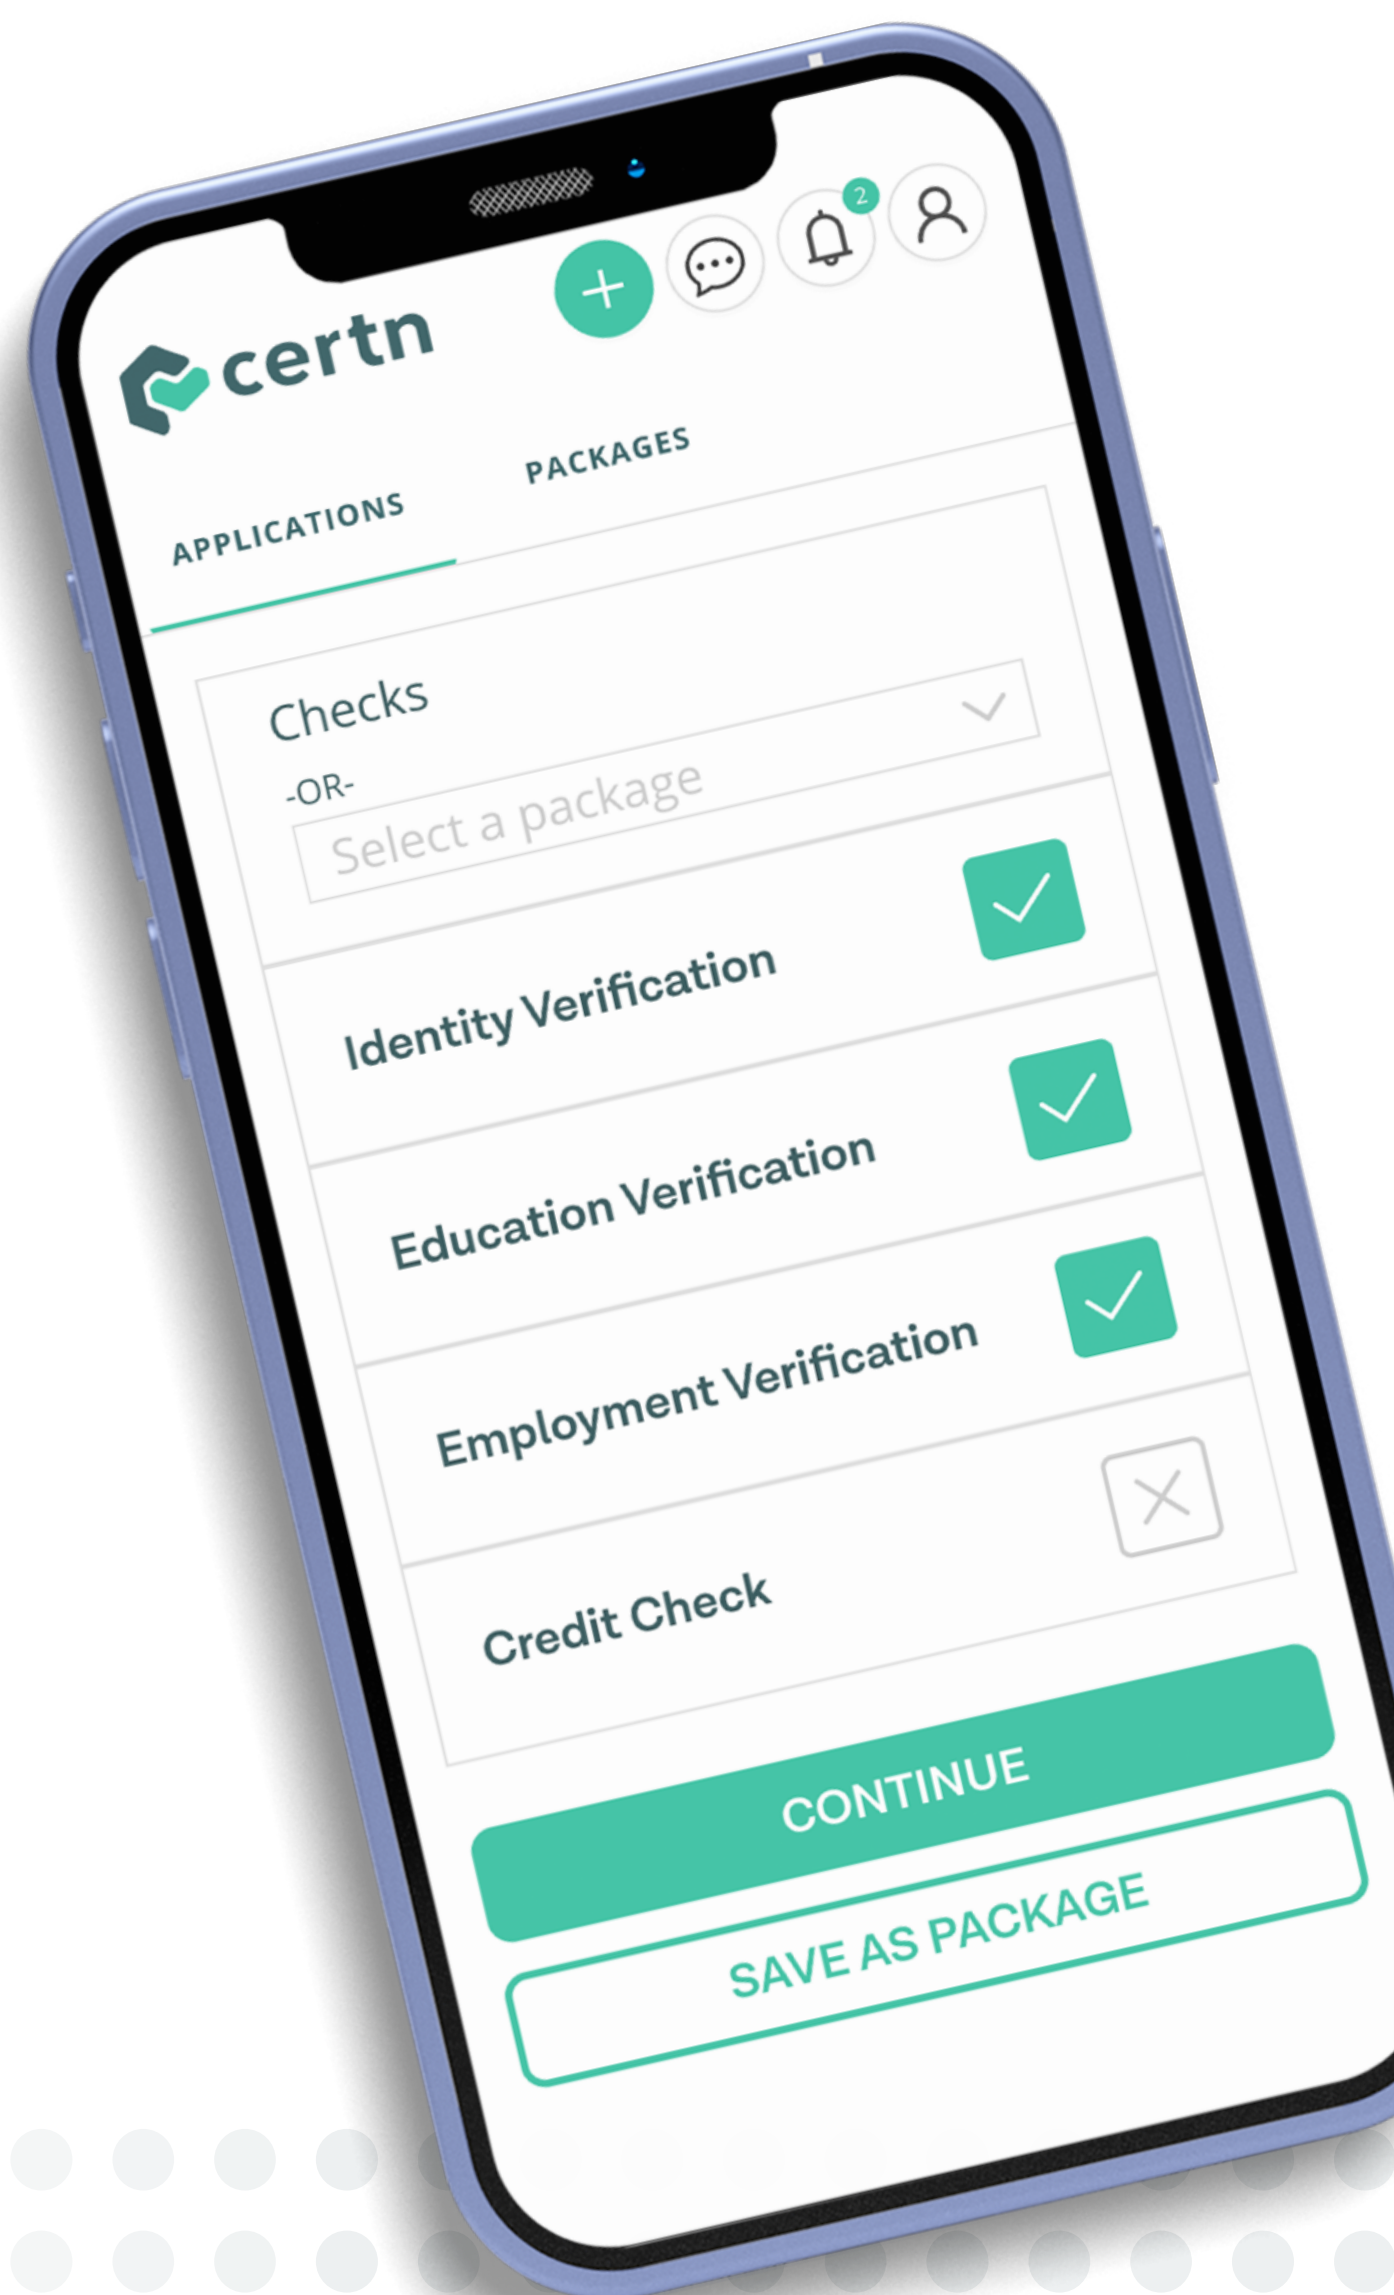 certn
2
APPLICATIONS
PACKAGES
Checks
-OR-
Select a package
Identity Verification
Education Verification
Employment Verification
Credit Check
CONTINUE
SAVE AS PACKAGE